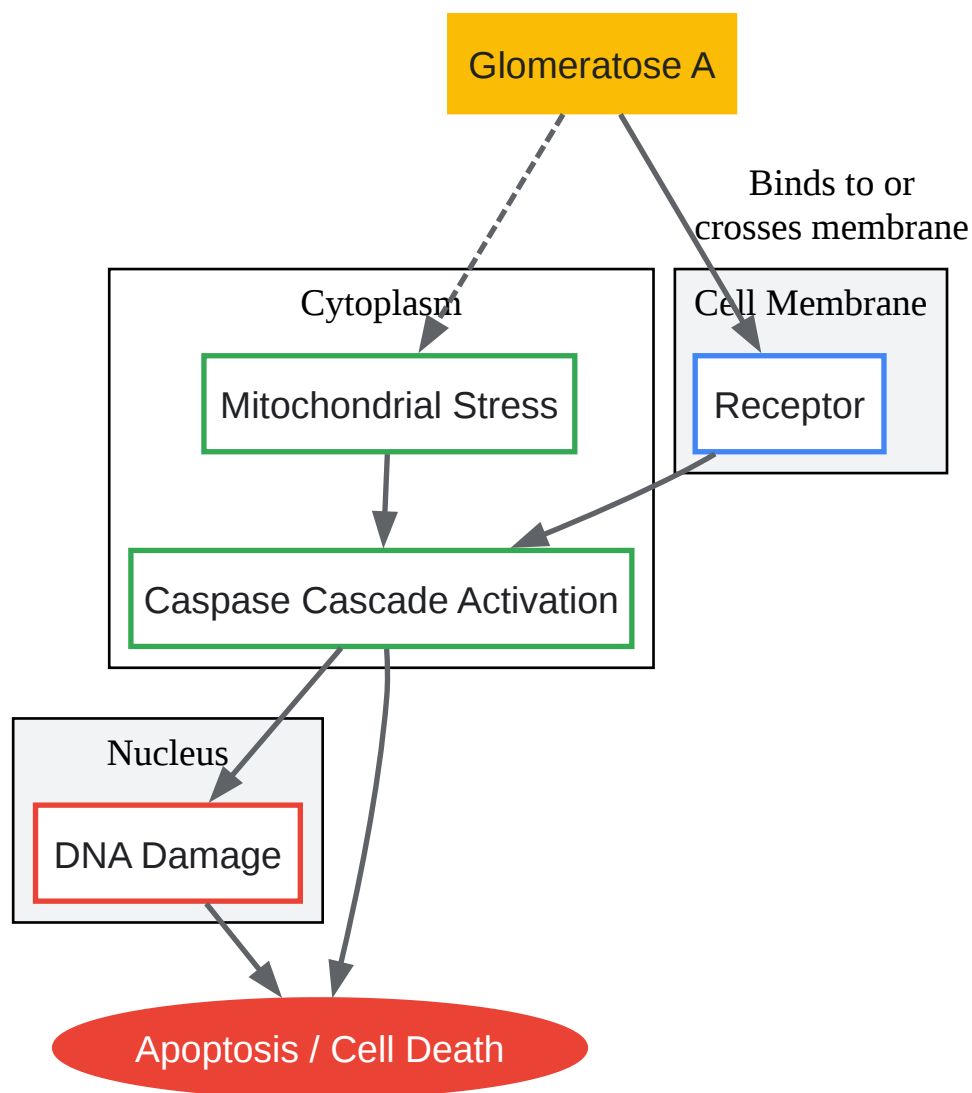 Glomeratose A
Binds to or
crosses membrane
Cytoplasm
Cell Membrane
Mitochondrial Stress
Receptor
Caspase Cascade Activation
Nucleus
DNA Damage
Apoptosis / Cell Death